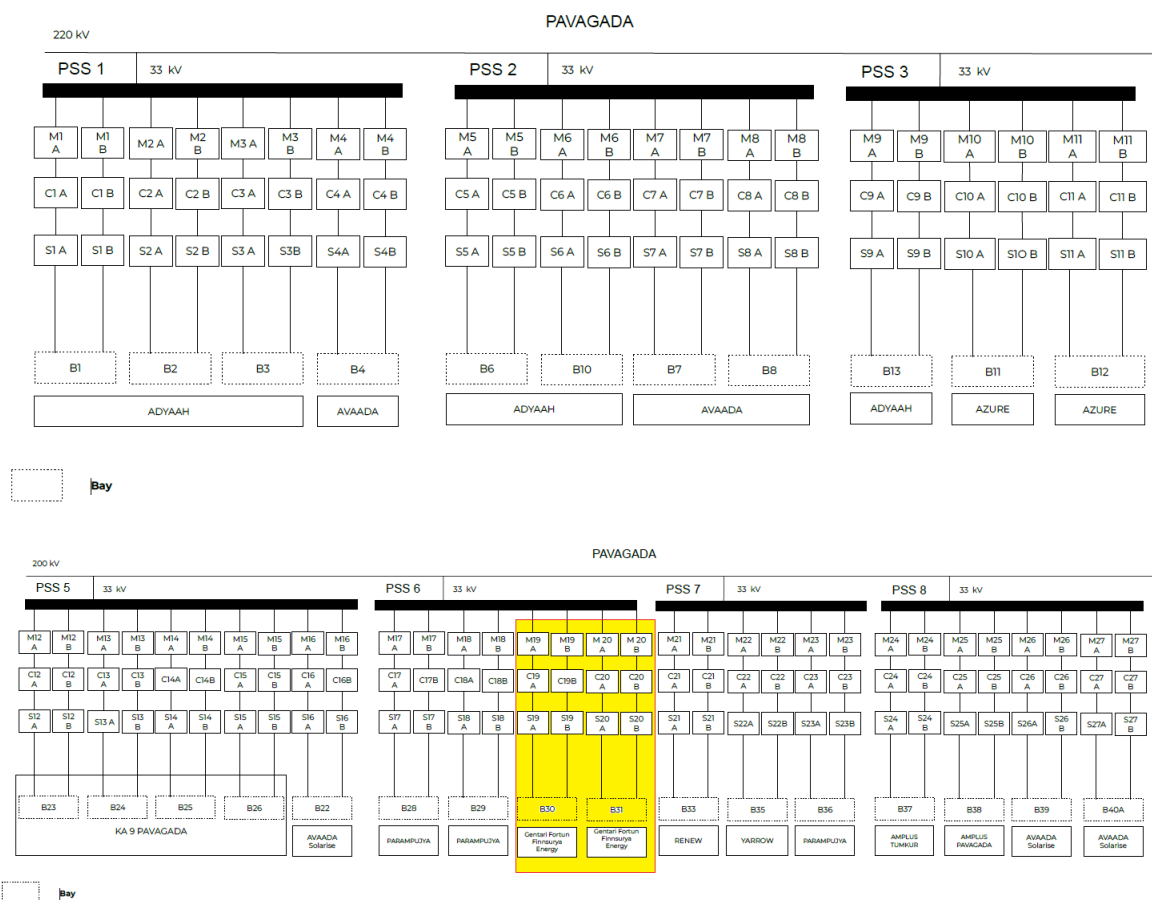 PAVAGADA
220 kV
PSS 1 33 kV PSS 2 33 kV PSS 3 33 kV
M1 A M1 B M2 A M2 B M3 A M3 B M4 A M4 B M5 A M5 B M6 A M6 B M7 A M7 B M8 A M8 B M9 A M9 B M10 A M10 B M11 A M11 B
C1 A C1 B C2 A C2 B C3 A C3 B C4 A C4 B C5 A C5 B C6 A C6 B C7 A C7 B C8 A C8 B C9 A C9 B C10 A C10 B C11 A C11 B
S1 A S1 B S2 A S2 B S3 A S3B S4A S4B S5 A S5 B S6 A S6 B S7 A S7 B S8 A S8 B S9 A S9 B S10 A S1O B S11 A S11 B
B1 B2 B3 B4 B6 B10 B7 B8 B13 B11 B12
ADYAAH AVAADA ADYAAH AVAADA ADYAAH AZURE AZURE
Bay
PAVAGADA
200 kV
PSS 5 33 kV PSS 6 33 kV PSS 7 33 kV PSS 8 33 kV
M12 A M12 B M13 A M13 B M14 A M14 B M15 A M15 B M16 A M16 B M17 A M17 B M18 A M18 B M19 A M19 B M 20 A M 20 B M21 A M21 B M22 A M22 B M23 A M23 B M24 A M24 B M25 A M25 B M26 A M26 B M27 A M27 B
C12 A C12 B C13 A C13 B C14A C14B C15 A C15 B C16 A C16B C17 A C17B C18A C18B C19 A C19B C20 A C20 B C21 A C21 B C22 A C22 B C23 A C23 B C24 A C24 B C25 A C25 B C26 A C26 B C27 A C27 B
S12 A S12 B S13 A S13 B S14 A S14 B S15 A S15 B S16 A S16 B S17 A S17 B S18 A S18 B S19 A S19 B S20 A S20 B S21 A S21 B S22A S22B S23A S23B S24 A S24 B S25A S25B S26A S26 B S27A S27 B
B23 B24 B25 B26 B22 B28 B29 B30 B31 B33 B35 B36 B37 B38 B39 B40A
KA 9 PAVAGADA
AVAADA Solarise PARAMPUJYA PARAMPUJYA Gentari Fortun Finnsurya Energy Gentari Fortun Finnsurya Energy RENEW YARROW PARAMPUJYA AMPLUS TUMKUR AMPLUS PAVAGADA AVAADA Solarise AVAADA Solarise
Bay